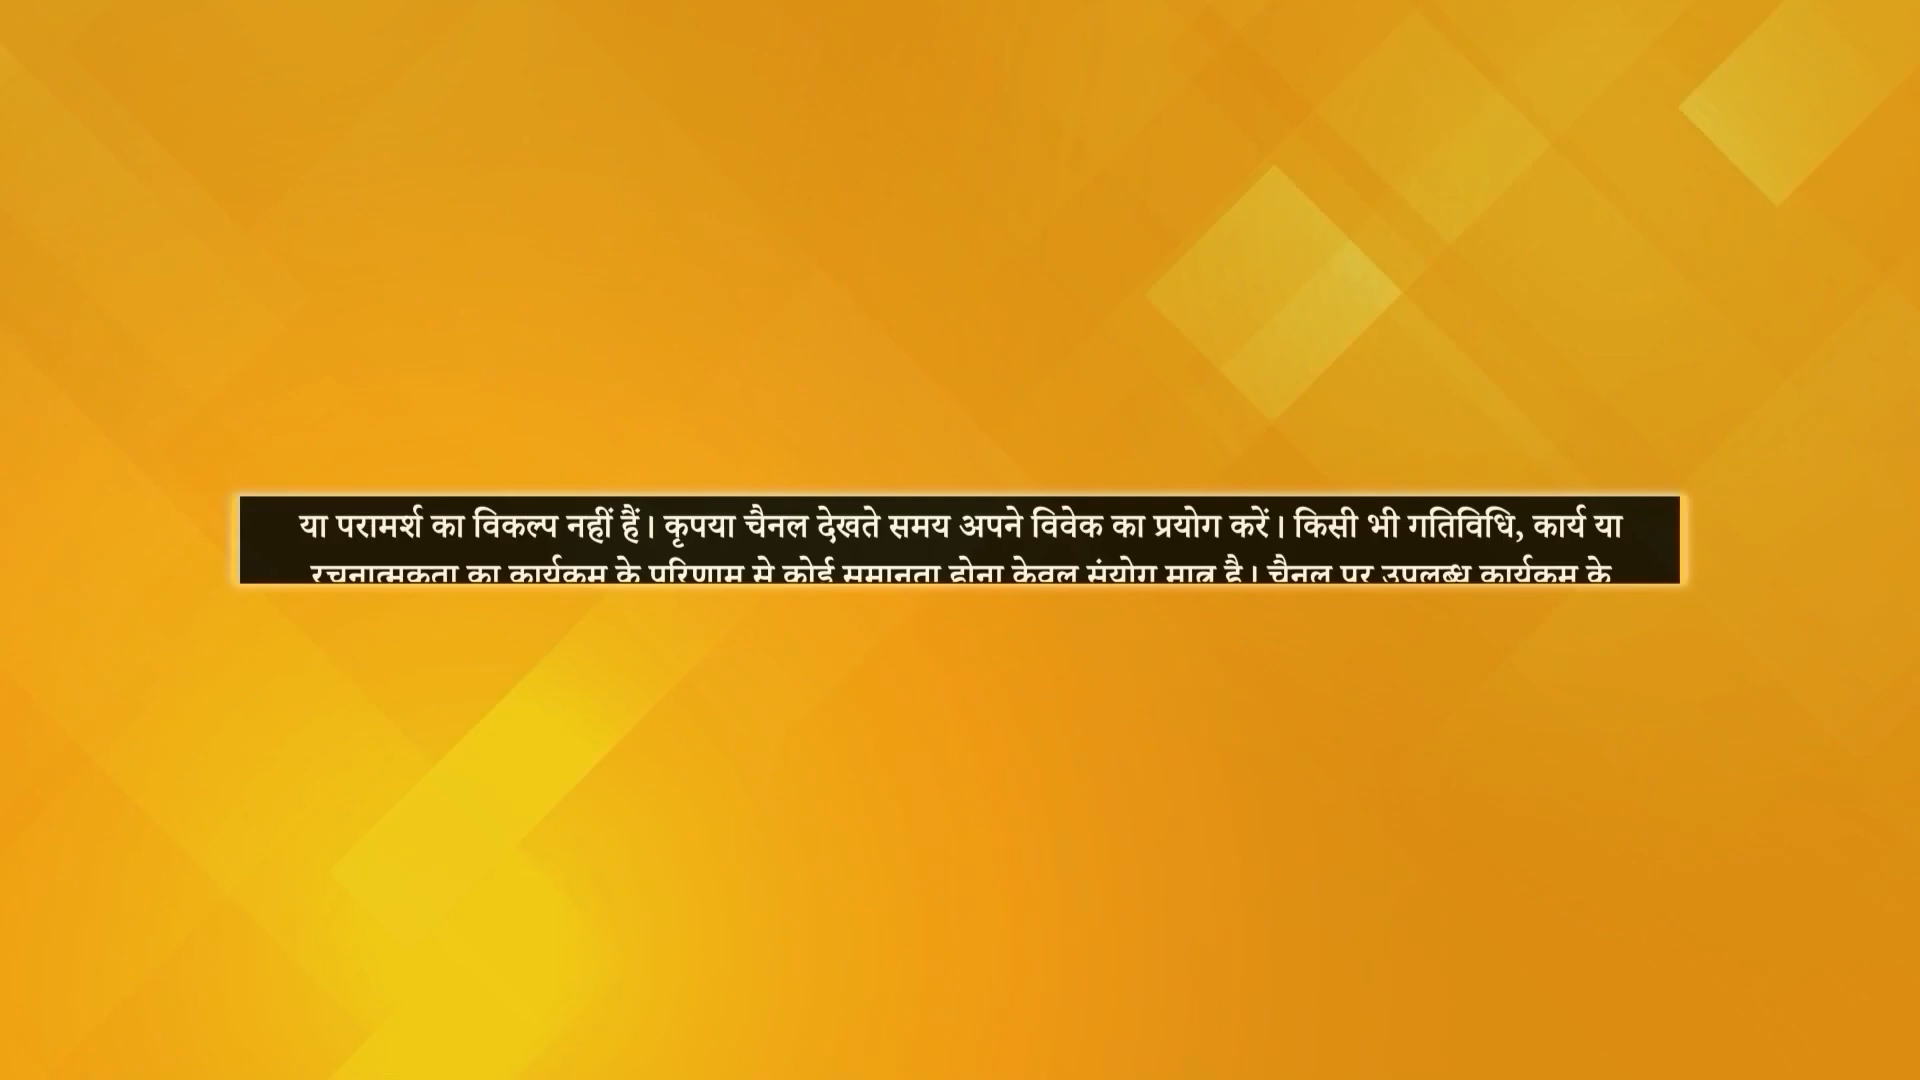 या परामर्श का विकल्प नहीं हैं। कृपया चैनल देखते समय अपने विवेक का प्रयोग करें। किसी भी गतिविधि, कार्य या
रचनात्मकता का कार्यक्रम के परिणाम से कोई समानता होना केवल संयोग मात्र है। चैनल पर उपलब्ध कार्यक्रम के